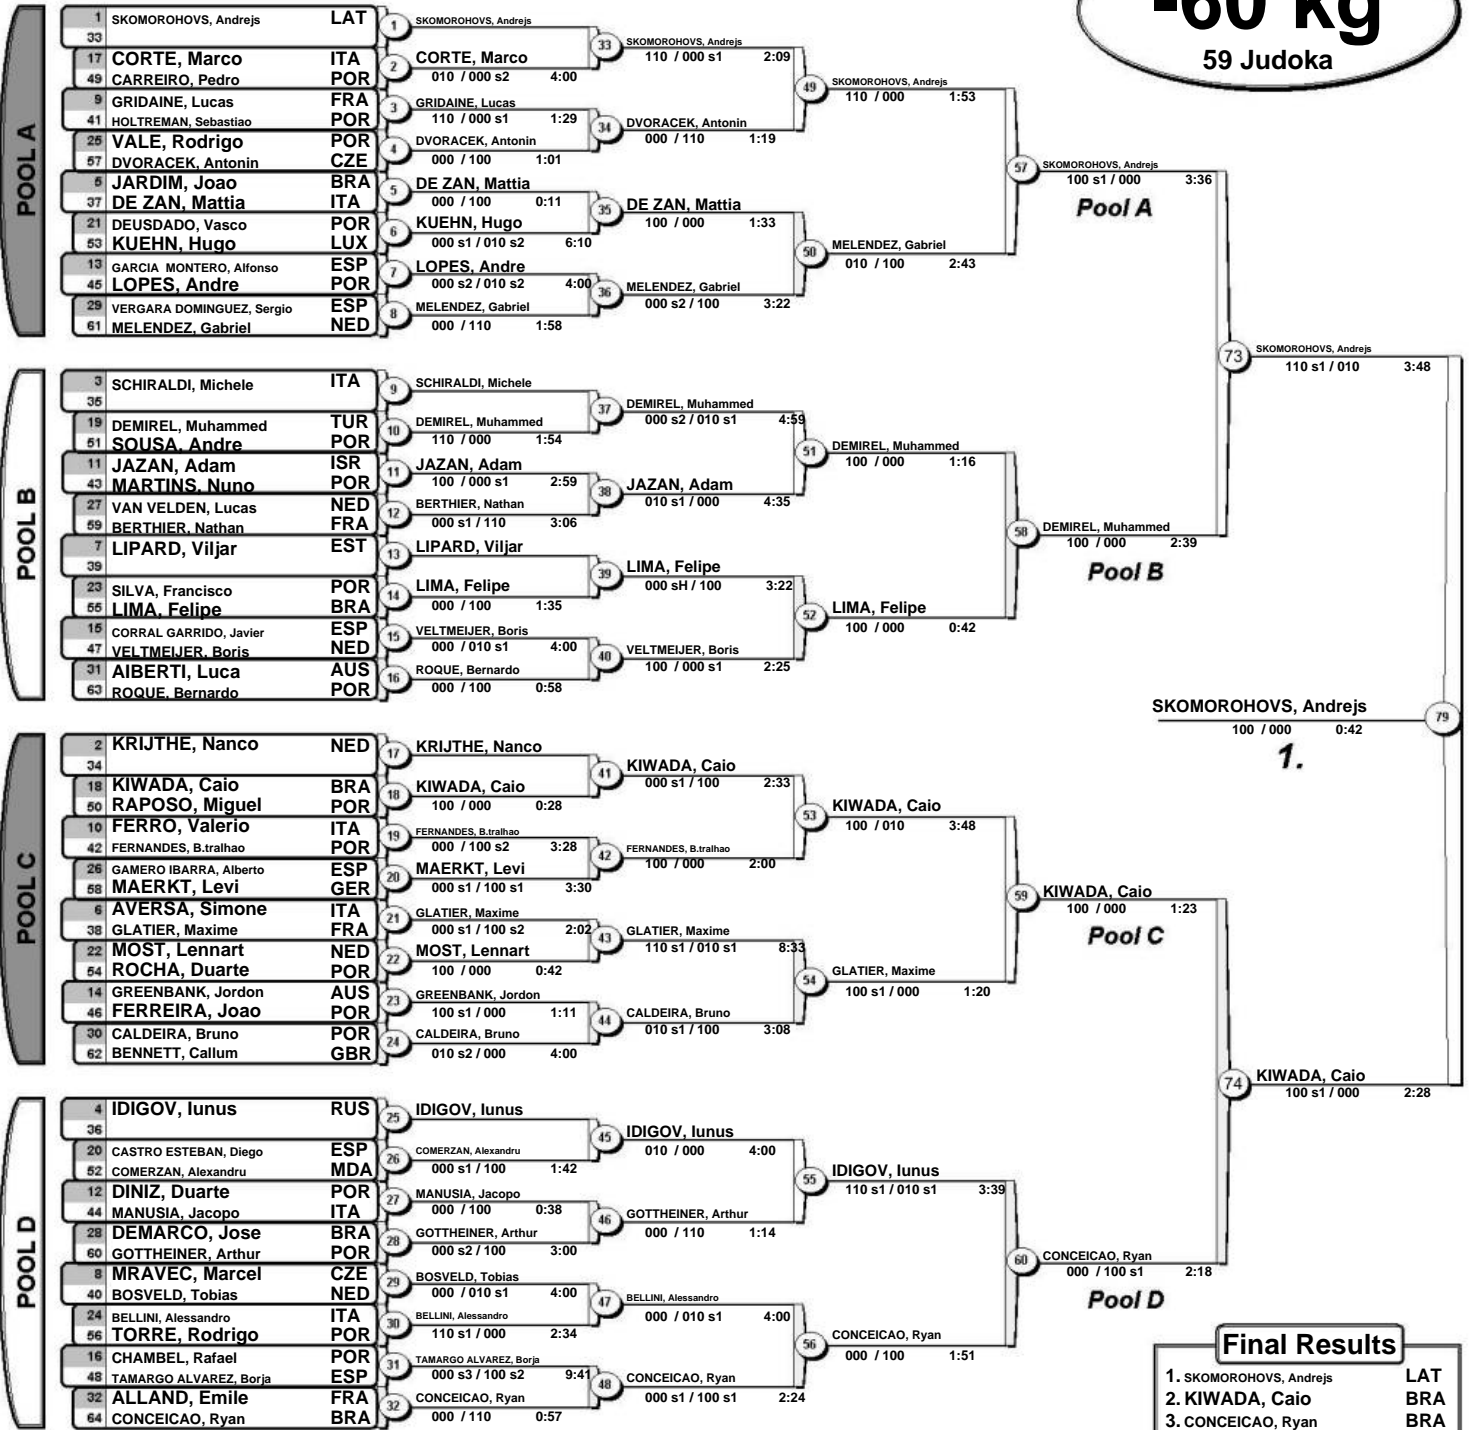 -60 kg
59 Judoka
POOL A
1 SKOMOROHOVS, Andrejs LAT
33
17 CORTE, Marco ITA
49 CARREIRO, Pedro POR
9 GRIDAINE, Lucas FRA
41 HOLTREMAN, Sebastiao POR
25 VALE, Rodrigo POR
57 DVORACEK, Antonin CZE
5 JARDIM, Joao BRA
37 DE ZAN, Mattia ITA
21 DEUSDADO, Vasco POR
53 KUEHN, Hugo LUX
13 GARCIA MONTERO, Alfonso ESP
45 LOPES, Andre POR
29 VERGARA DOMINGUEZ, Sergio ESP
61 MELENDEZ, Gabriel NED
1 SKOMOROHOVS, Andrejs
2 CORTE, Marco
010 / 000 s2 4:00
3 GRIDAINE, Lucas
110 / 000 s1 1:29
4 DVORACEK, Antonin
000 / 100 1:01
5 DE ZAN, Mattia
000 / 100 0:11
6 KUEHN, Hugo
000 s1 / 010 s2 6:10
7 LOPES, Andre
000 s2 / 010 s2 4:00
8 MELENDEZ, Gabriel
000 / 110 1:58
33 SKOMOROHOVS, Andrejs
110 / 000 s1 2:09
34 DVORACEK, Antonin
000 / 110 1:19
35 DE ZAN, Mattia
100 / 000 1:33
36 MELENDEZ, Gabriel
000 s2 / 100 3:22
49 SKOMOROHOVS, Andrejs
110 / 000 1:53
50 MELENDEZ, Gabriel
010 / 100 2:43
57 SKOMOROHOVS, Andrejs
100 s1 / 000 3:36
Pool A
POOL B
3 SCHIRALDI, Michele ITA
35
19 DEMIREL, Muhammed TUR
51 SOUSA, Andre POR
11 JAZAN, Adam ISR
43 MARTINS, Nuno POR
27 VAN VELDEN, Lucas NED
59 BERTHIER, Nathan FRA
7 LIPARD, Viljar EST
39
23 SILVA, Francisco POR
55 LIMA, Felipe BRA
15 CORRAL GARRIDO, Javier ESP
47 VELTMEIJER, Boris NED
31 AIBERTI, Luca AUS
63 ROQUE, Bernardo POR
9 SCHIRALDI, Michele
10 DEMIREL, Muhammed
110 / 000 1:54
11 JAZAN, Adam
100 / 000 s1 2:59
12 BERTHIER, Nathan
000 s1 / 110 3:06
13 LIPARD, Viljar
14 LIMA, Felipe
000 / 100 1:35
15 VELTMEIJER, Boris
000 / 010 s1 4:00
16 ROQUE, Bernardo
000 / 100 0:58
37 DEMIREL, Muhammed
000 s2 / 010 s1 4:59
38 JAZAN, Adam
010 s1 / 000 4:35
39 LIMA, Felipe
000 sH / 100 3:22
40 VELTMEIJER, Boris
100 / 000 s1 2:25
51 DEMIREL, Muhammed
100 / 000 1:16
52 LIMA, Felipe
100 / 000 0:42
58 DEMIREL, Muhammed
100 / 000 2:39
Pool B
73 SKOMOROHOVS, Andrejs
110 s1 / 010 3:48
SKOMOROHOVS, Andrejs 79
100 / 000 0:42
1.
POOL C
2 KRIJTHE, Nanco NED
34
18 KIWADA, Caio BRA
50 RAPOSO, Miguel POR
10 FERRO, Valerio ITA
42 FERNANDES, B.tralhao POR
26 GAMERO IBARRA, Alberto ESP
58 MAERKT, Levi GER
6 AVERSA, Simone ITA
38 GLATIER, Maxime FRA
22 MOST, Lennart NED
54 ROCHA, Duarte POR
14 GREENBANK, Jordon AUS
46 FERREIRA, Joao POR
30 CALDEIRA, Bruno POR
62 BENNETT, Callum GBR
17 KRIJTHE, Nanco
18 KIWADA, Caio
100 / 000 0:28
19 FERNANDES, B.tralhao
000 / 100 s2 3:28
20 MAERKT, Levi
000 s1 / 100 s1 3:30
21 GLATIER, Maxime
000 s1 / 100 s2 2:02
22 MOST, Lennart
100 / 000 0:42
23 GREENBANK, Jordon
100 s1 / 000 1:11
24 CALDEIRA, Bruno
010 s2 / 000 4:00
41 KIWADA, Caio
000 s1 / 100 2:33
42 FERNANDES, B.tralhao
100 / 000 2:00
43 GLATIER, Maxime
110 s1 / 010 s1 8:33
44 CALDEIRA, Bruno
010 s1 / 100 3:08
53 KIWADA, Caio
100 / 010 3:48
54 GLATIER, Maxime
100 s1 / 000 1:20
59 KIWADA, Caio
100 / 000 1:23
Pool C
POOL D
4 IDIGOV, Iunus RUS
36
20 CASTRO ESTEBAN, Diego ESP
52 COMERZAN, Alexandru MDA
12 DINIZ, Duarte POR
44 MANUSIA, Jacopo ITA
28 DEMARCO, Jose BRA
60 GOTTHEINER, Arthur POR
8 MRAVEC, Marcel CZE
40 BOSVELD, Tobias NED
24 BELLINI, Alessandro ITA
56 TORRE, Rodrigo POR
16 CHAMBEL, Rafael POR
48 TAMARGO ALVAREZ, Borja ESP
32 ALLAND, Emile FRA
64 CONCEICAO, Ryan BRA
25 IDIGOV, Iunus
26 COMERZAN, Alexandru
000 s1 / 100 1:42
27 MANUSIA, Jacopo
000 / 100 0:38
28 GOTTHEINER, Arthur
000 s2 / 100 3:00
29 BOSVELD, Tobias
000 / 010 s1 4:00
30 BELLINI, Alessandro
110 s1 / 000 2:34
31 TAMARGO ALVAREZ, Borja
000 s3 / 100 s2 9:41
32 CONCEICAO, Ryan
000 / 110 0:57
45 IDIGOV, Iunus
010 / 000 4:00
46 GOTTHEINER, Arthur
000 / 110 1:14
47 BELLINI, Alessandro
000 / 010 s1 4:00
48 CONCEICAO, Ryan
000 s1 / 100 s1 2:24
55 IDIGOV, Iunus
110 s1 / 010 s1 3:39
56 CONCEICAO, Ryan
000 / 100 1:51
60 CONCEICAO, Ryan
000 / 100 s1 2:18
Pool D
74 KIWADA, Caio
100 s1 / 000 2:28
Final Results
1. SKOMOROHOVS, Andrejs LAT
2. KIWADA, Caio BRA
3. CONCEICAO, Ryan BRA